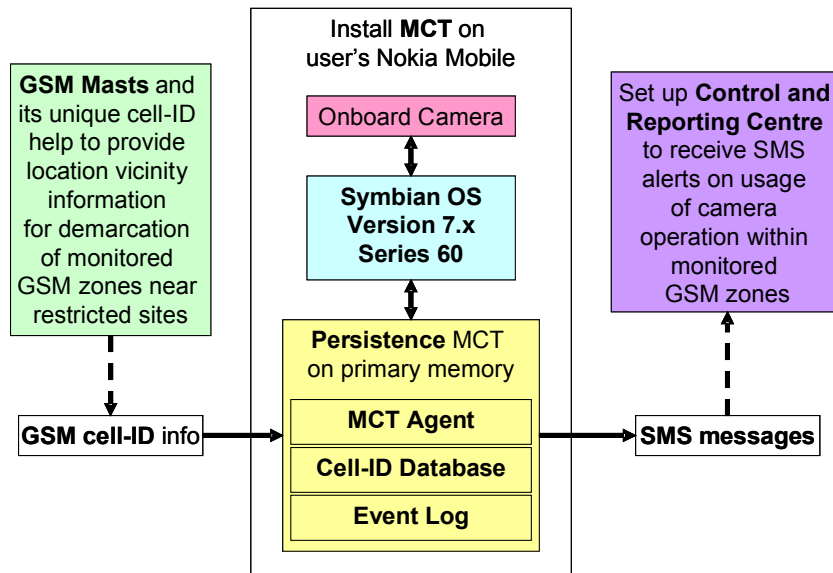 Install MCT on
user's Nokia Mobile
GSM Masts and
its unique cell-ID
help to provide
location vicinity
information
for demarcation
of monitored
GSM zones near
restricted sites
Onboard Camera
Symbian OS
Version 7.x
Series 60
Persistence MCT
on primary memory
MCT Agent
Cell-ID Database
Event Log
GSM cell-ID info
SMS messages
Set up Control and
Reporting Centre
to receive SMS
alerts on usage
of camera
operation within
monitored
GSM zones